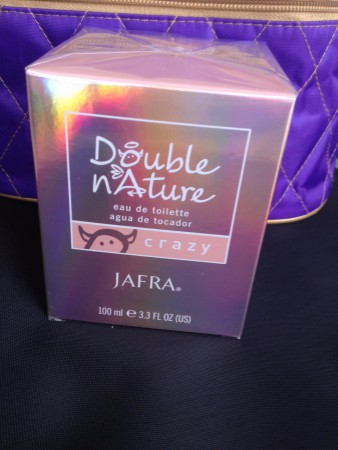 Double
nAture
eau de toilette
agua de tocador
crazy
JAFRA®
100 ml ℮ 3.3 FL OZ (US)